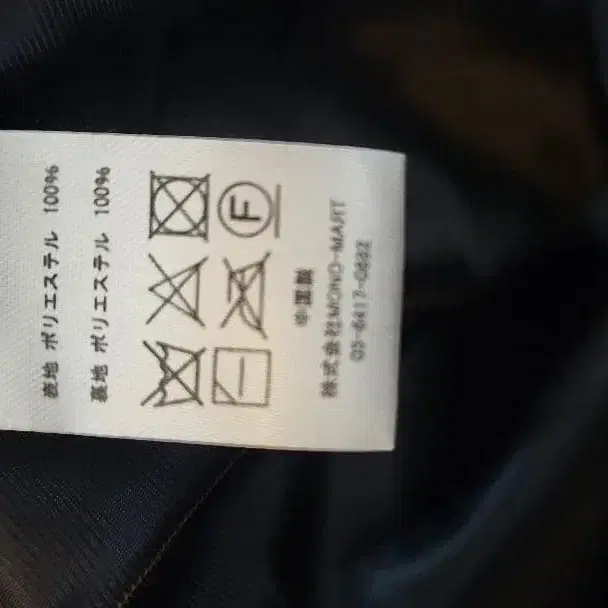 表地 ポリエステル 100%
裏地 ポリエステル 100%
F
中国製
株式会社MONO-MART
03-6417-0882